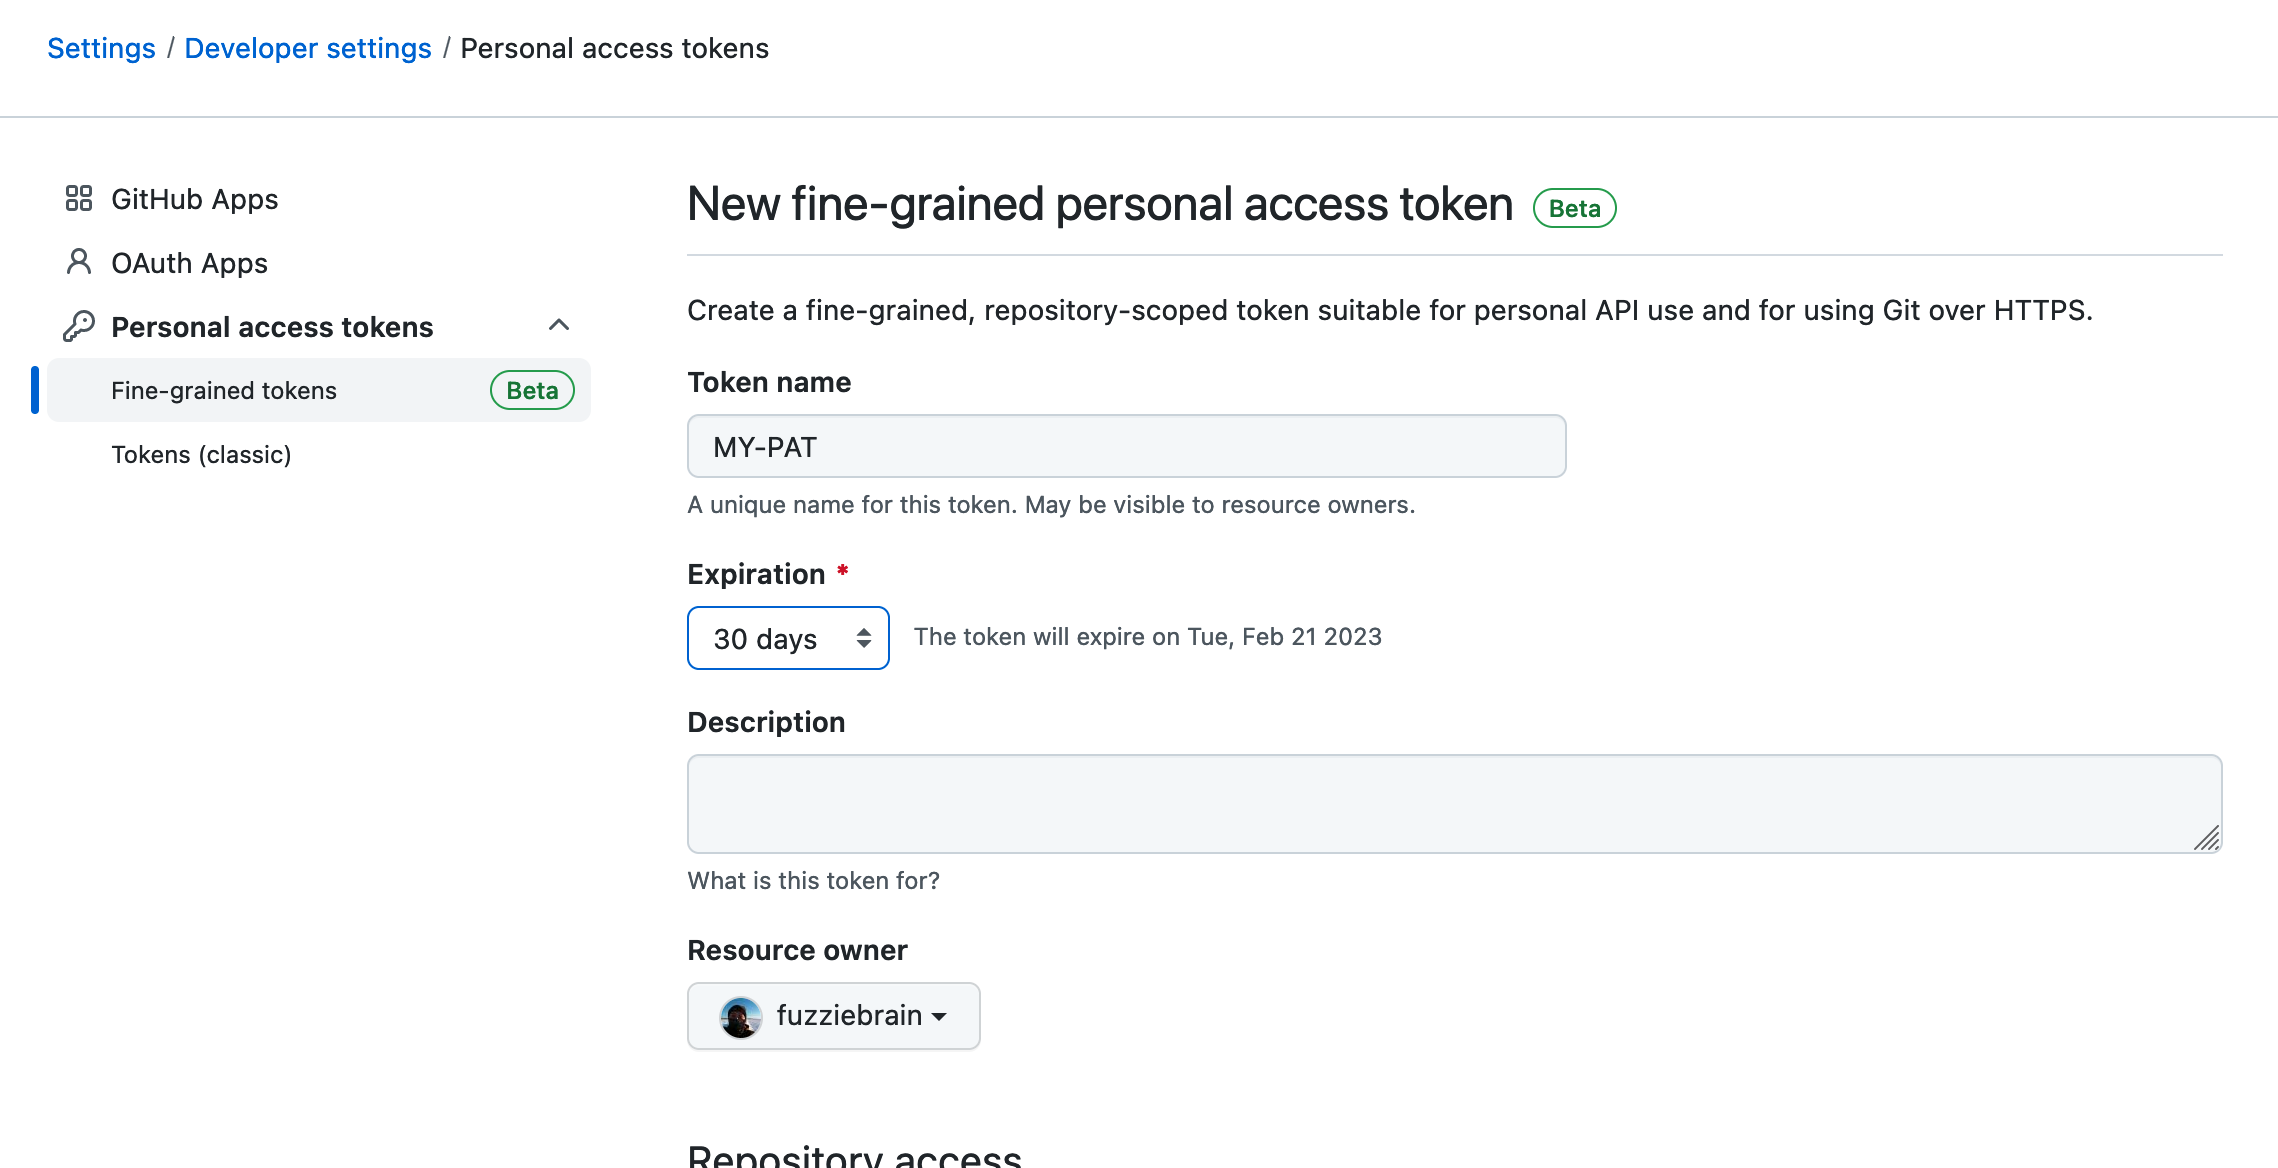 Settings / Developer settings / Personal access tokens
GitHub Apps
OAuth Apps
Personal access tokens
Fine-grained tokens Beta
Tokens (classic)
New fine-grained personal access token Beta
Create a fine-grained, repository-scoped token suitable for personal API use and for using Git over HTTPS.
Token name
MY-PAT
A unique name for this token. May be visible to resource owners.
Expiration *
30 days The token will expire on Tue, Feb 21 2023
Description
What is this token for?
Resource owner
fuzziebrain
Repository access